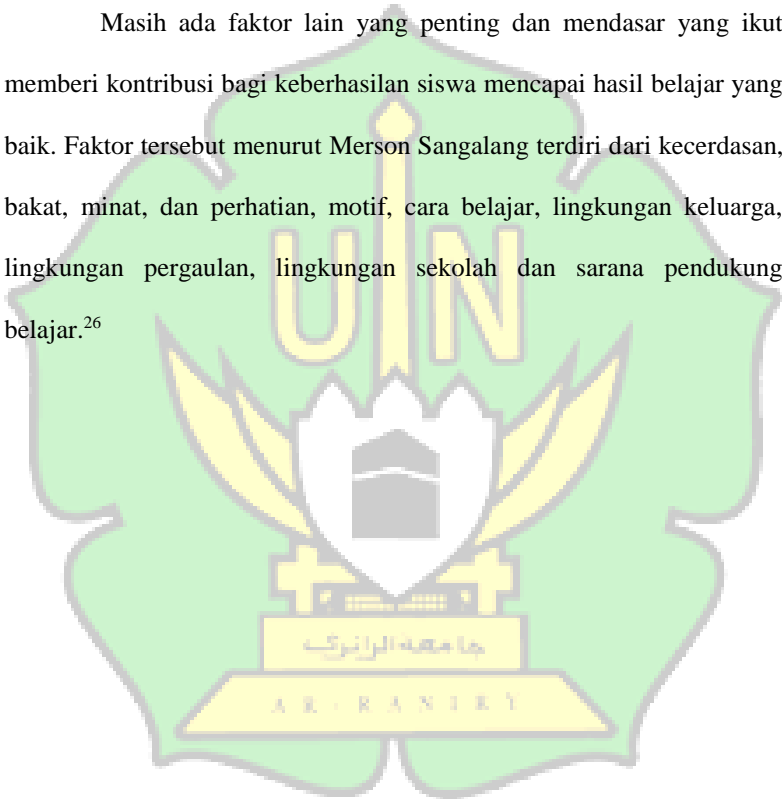 Masih ada faktor lain yang penting dan mendasar yang ikut
memberi kontribusi bagi keberhasilan siswa mencapai hasil belajar yang
baik. Faktor tersebut menurut Merson Sangalang terdiri dari kecerdasan,
bakat, minat, dan perhatian, motif, cara belajar, lingkungan keluarga,
lingkungan pergaulan, lingkungan sekolah dan sarana pendukung
belajar.26
UIN
جامعة الرانري
AR-RANIRY